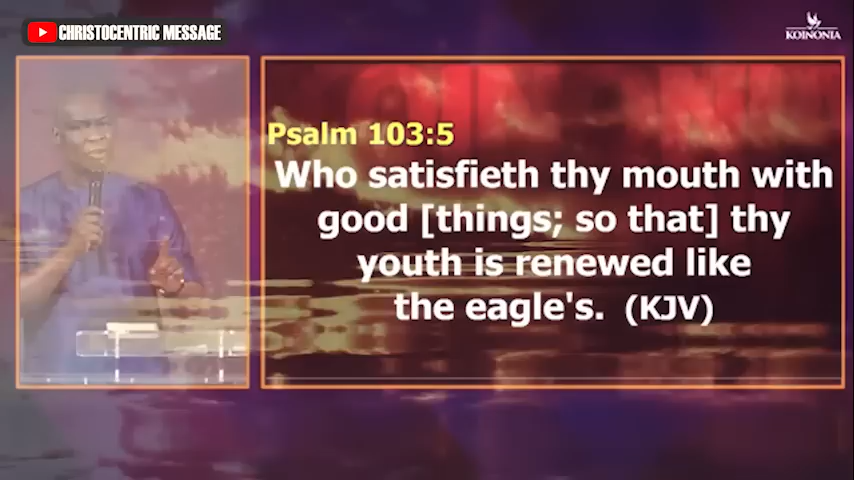 CHRISTOCENTRIC MESSAGE
KOINONIA
Psalm 103:5
Who satisfieth thy mouth with
good [things; so that] thy
youth is renewed like
the eagle's. (KJV)